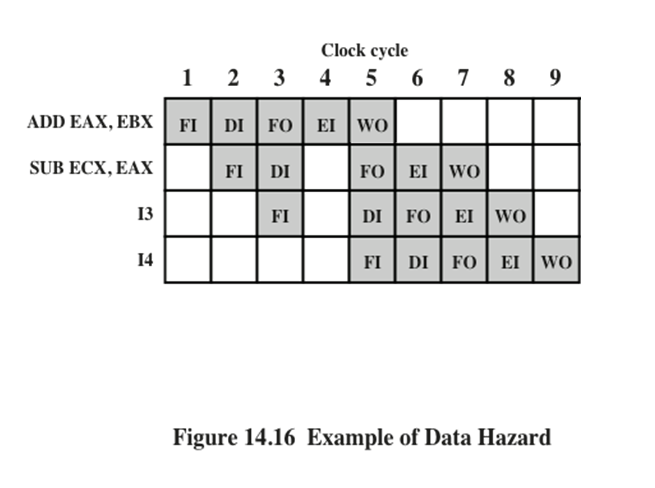 Clock cycle
1 2 3 4 5 6 7 8 9
ADD EAX, EBX FI DI FO EI WO
SUB ECX, EAX FI DI FO EI WO
I3 FI DI FO EI WO
I4 FI DI FO EI WO
Figure 14.16 Example of Data Hazard